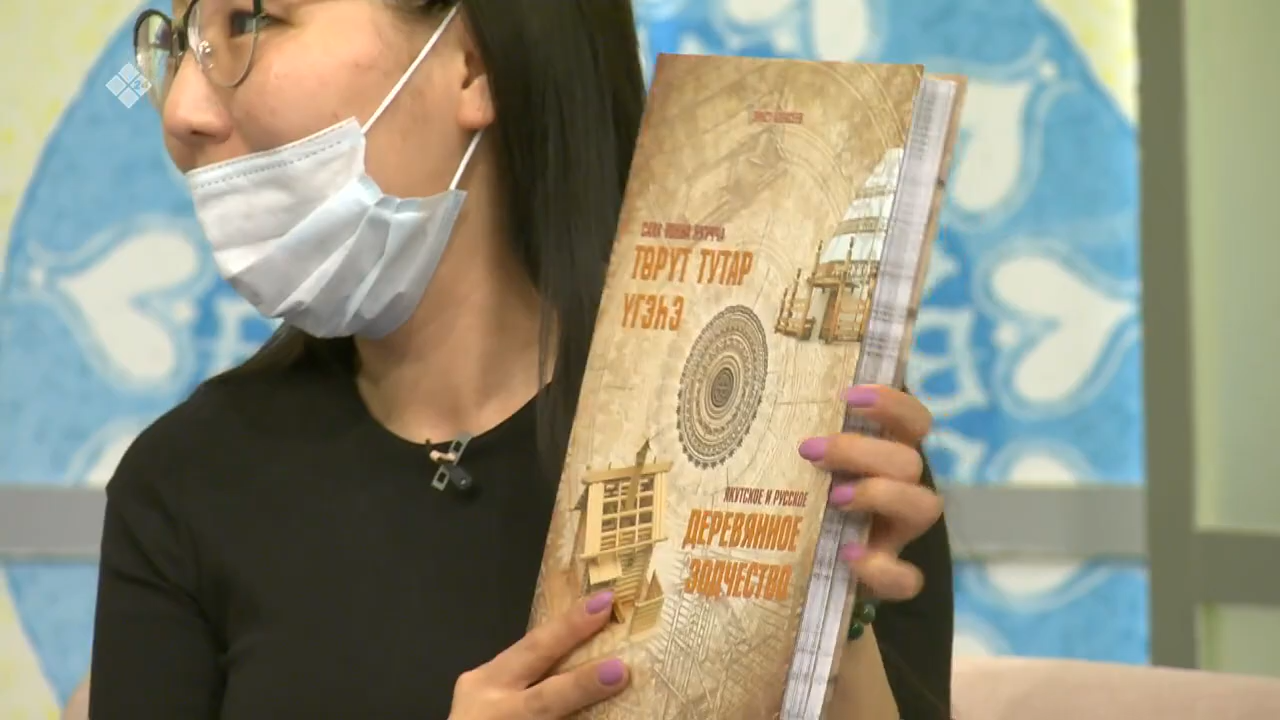 ТӨРҮТ ТУТАР
ҮГЭҺЭ
ЯКУТСКОЕ И РУССКОЕ
ДЕРЕВЯННОЕ
ЗОДЧЕСТВО